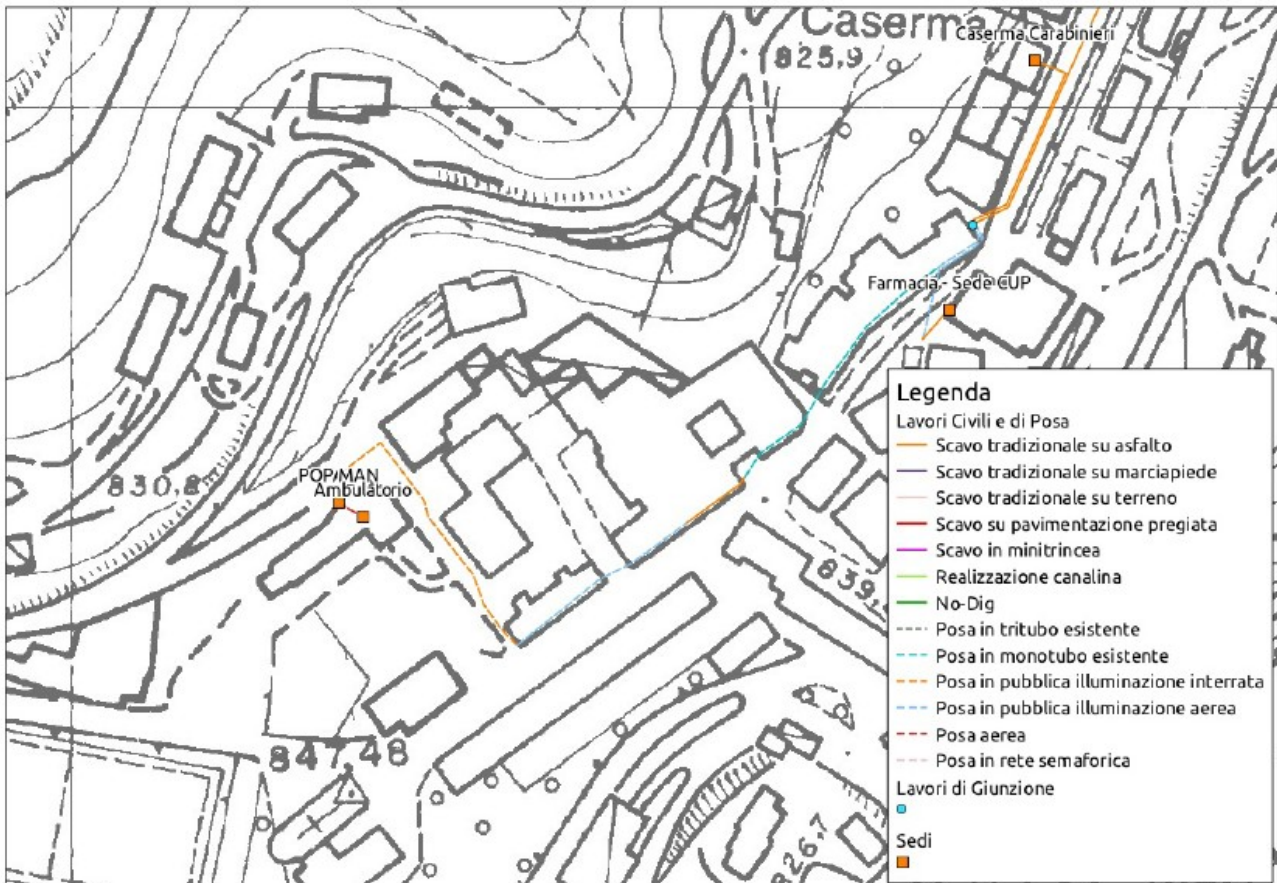 Caserma
Caserma Carabinieri
825,9
Farmacia - Sede CUP
POP/MAN
Ambulatorio
830,8
839,
847,48
826,7
Legenda
Lavori Civili e di Posa
Scavo tradizionale su asfalto
Scavo tradizionale su marciapiede
Scavo tradizionale su terreno
Scavo su pavimentazione pregiata
Scavo in minitrincea
Realizzazione canalina
No-Dig
Posa in tritubo esistente
Posa in monotubo esistente
Posa in pubblica illuminazione interrata
Posa in pubblica illuminazione aerea
Posa aerea
Posa in rete semaforica
Lavori di Giunzione
Sedi